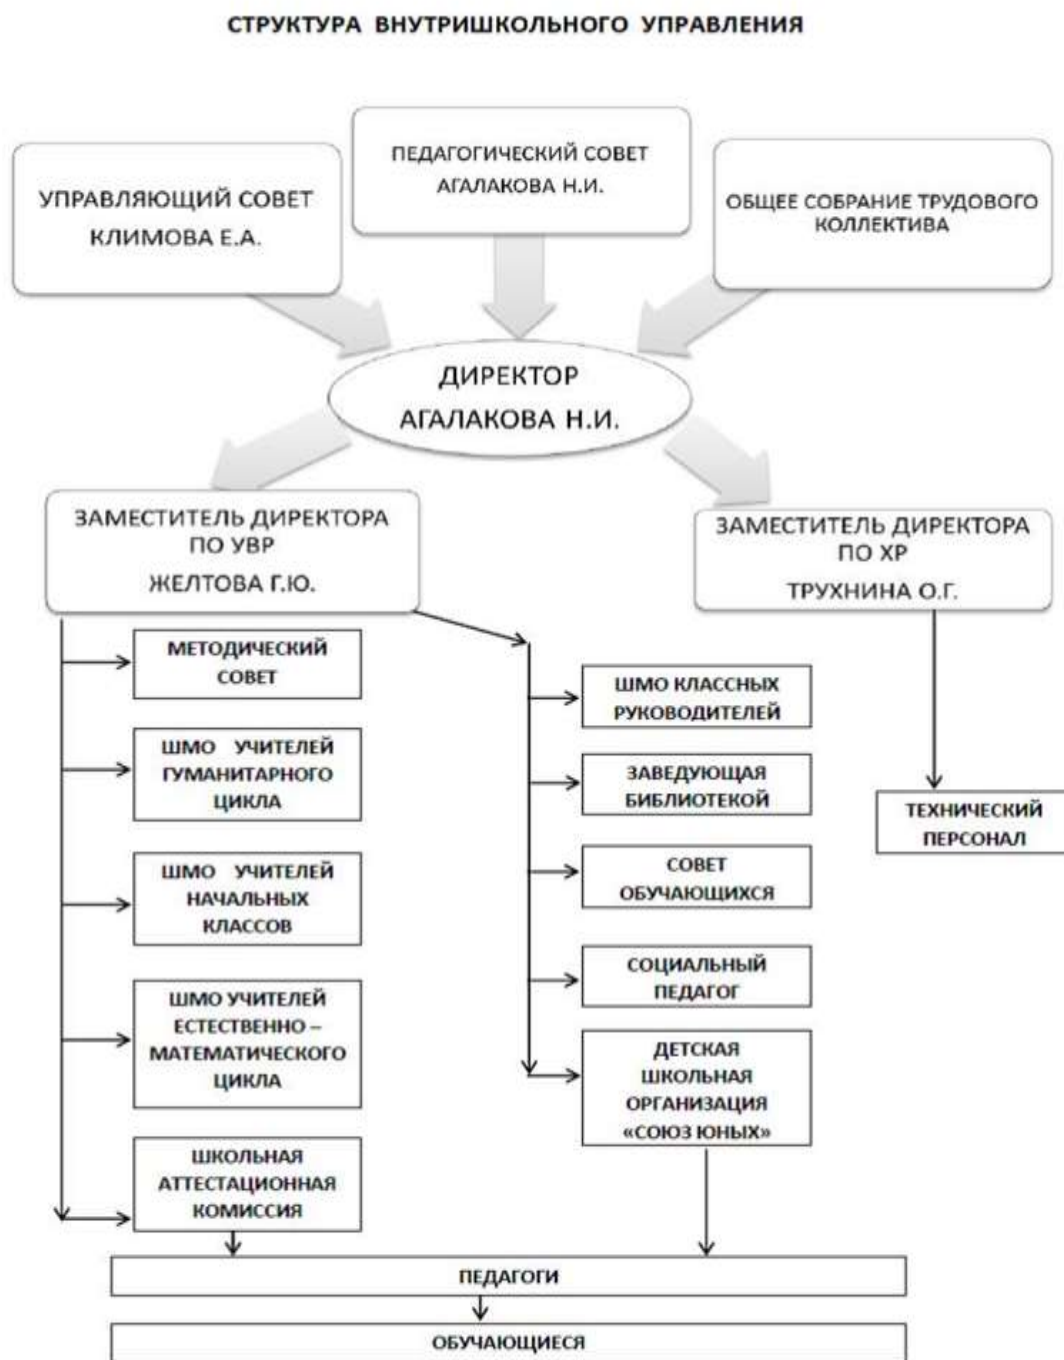 СТРУКТУРА ВНУТРИШКОЛЬНОГО УПРАВЛЕНИЯ
УПРАВЛЯЮЩИЙ СОВЕТ
КЛИМОВА Е.А.
ПЕДАГОГИЧЕСКИЙ СОВЕТ
АГАЛАКОВА Н.И.
ОБЩЕЕ СОБРАНИЕ ТРУДОВОГО
КОЛЛЕКТИВА
ДИРЕКТОР
АГАЛАКОВА Н.И.
ЗАМЕСТИТЕЛЬ ДИРЕКТОРА
ПО УВР
ЖЕЛТОВА Г.Ю.
ЗАМЕСТИТЕЛЬ ДИРЕКТОРА
ПО ХР
ТРУХНИНА О.Г.
МЕТОДИЧЕСКИЙ
СОВЕТ
ШМО УЧИТЕЛЕЙ
ГУМАНИТАРНОГО
ЦИКЛА
ШМО УЧИТЕЛЕЙ
НАЧАЛЬНЫХ
КЛАССОВ
ШМО УЧИТЕЛЕЙ
ЕСТЕСТВЕННО –
МАТЕМАТИЧЕСКОГО
ЦИКЛА
ШКОЛЬНАЯ
АТТЕСТАЦИОННАЯ
КОМИССИЯ
ШМО КЛАССНЫХ
РУКОВОДИТЕЛЕЙ
ЗАВЕДУЮЩАЯ
БИБЛИОТЕКОЙ
СОВЕТ
ОБУЧАЮЩИХСЯ
СОЦИАЛЬНЫЙ
ПЕДАГОГ
ДЕТСКАЯ
ШКОЛЬНАЯ
ОРГАНИЗАЦИЯ
«СОЮЗ ЮНЫХ»
ТЕХНИЧЕСКИЙ
ПЕРСОНАЛ
ПЕДАГОГИ
ОБУЧАЮЩИЕСЯ